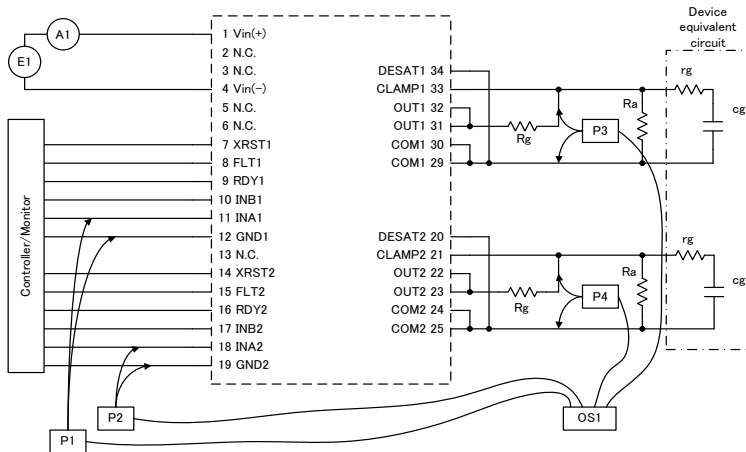 Device
equivalent
circuit
A1
E1
1 Vin(+)
2 N.C.
3 N.C.
4 Vin(-)
5 N.C.
6 N.C.
7 XRST1
8 FLT1
9 RDY1
10 INB1
11 INA1
12 GND1
13 N.C.
14 XRST2
15 FLT2
16 RDY2
17 INB2
18 INA2
19 GND2
Controller/Monitor
DESAT1 34
CLAMP1 33
OUT1 32
OUT1 31
COM1 30
COM1 29
DESAT2 20
CLAMP2 21
OUT2 22
OUT2 23
COM2 24
COM2 25
Rg
P3
Ra
rg
cg
Rg
P4
Ra
rg
cg
P2
P1
OS1